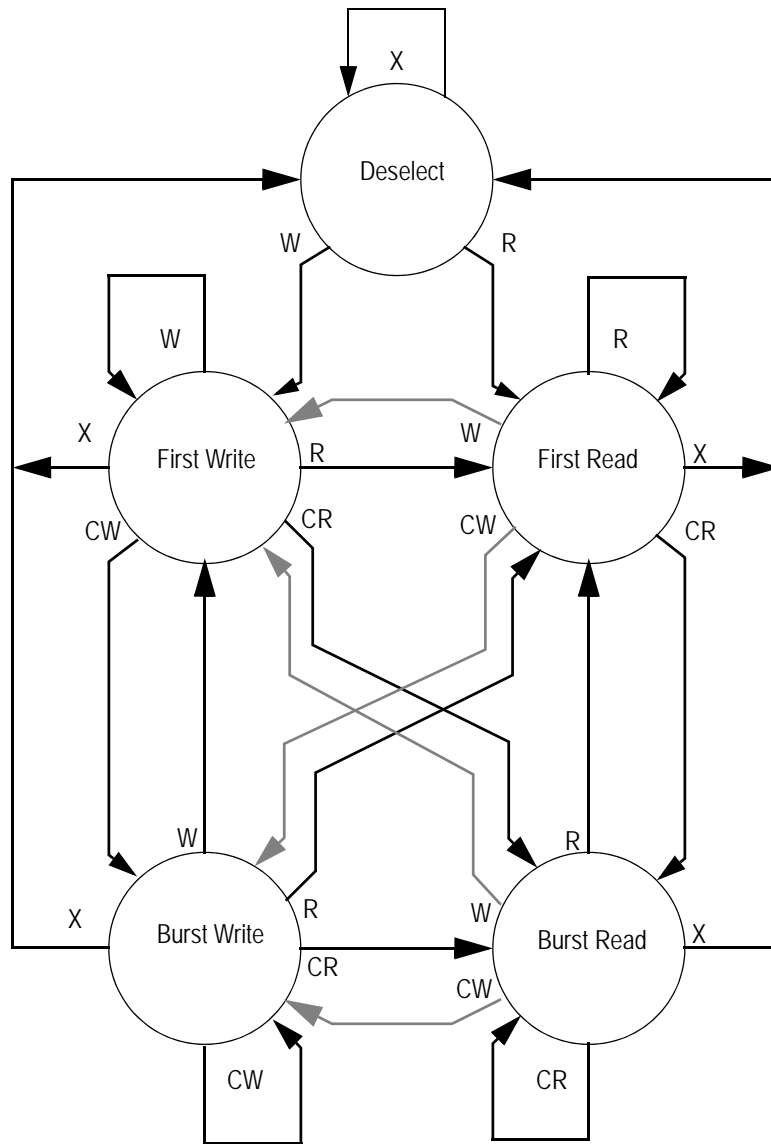 X
Deselect
W
R
W
R
X
W
First Write
R
First Read
X
CW
CR
CW
CR
W
R
X
R
W
Burst Write
Burst Read
X
CR
CW
CW
CR